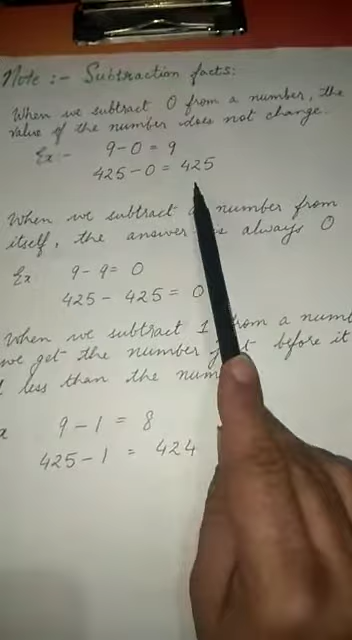 Note :- Subtraction facts:
When we subtract 0 from a number, the
value of the number does not change.
Ex :- 9 - 0 = 9
425 - 0 = 425
When we subtract a number from
itself, the answer is always 0
Ex 9 - 9 = 0
425 - 425 = 0
When we subtract 1 from a
we get the number just before it
less than the
9 - 1 = 8
425 - 1 = 424